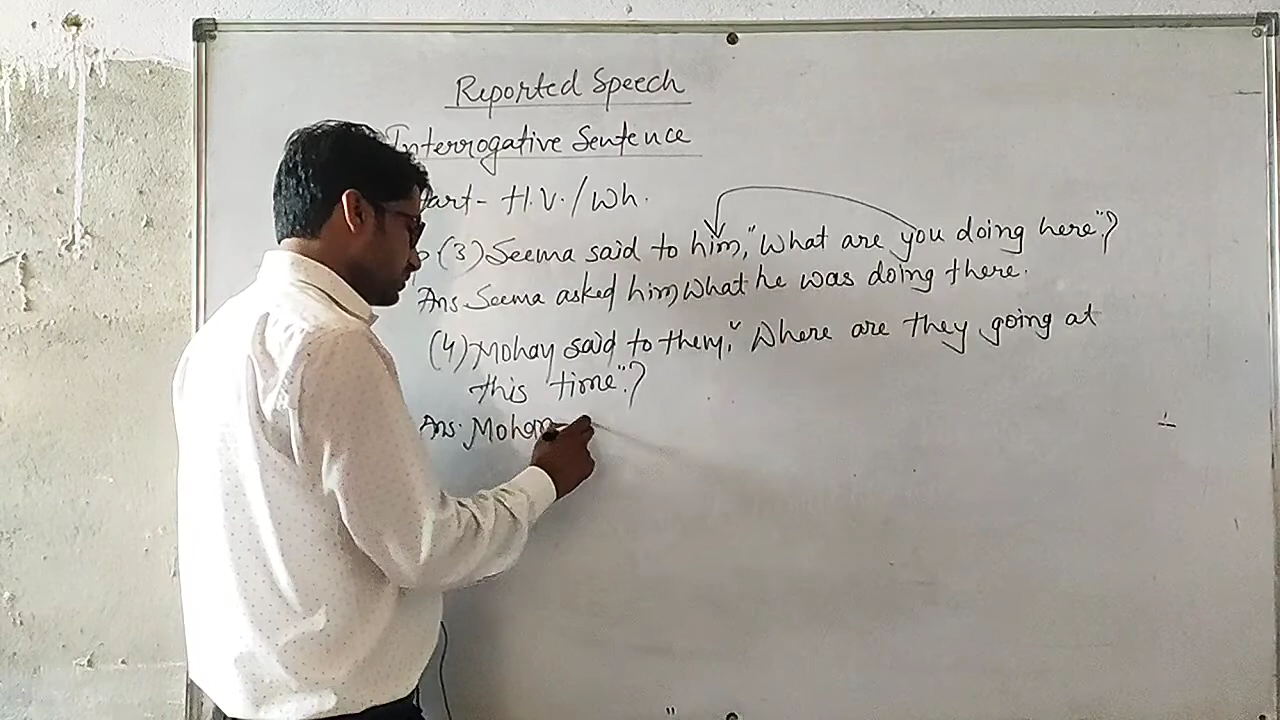 Reported Speech
Interrogative Sentence
tart- H.V./Wh.
(3) Seema said to him, "What are you doing here"?
Ans. Seema asked him what he was doing there.
(4) Mohan said to them, "Where are they going at
this time"?
Ans. Mohan